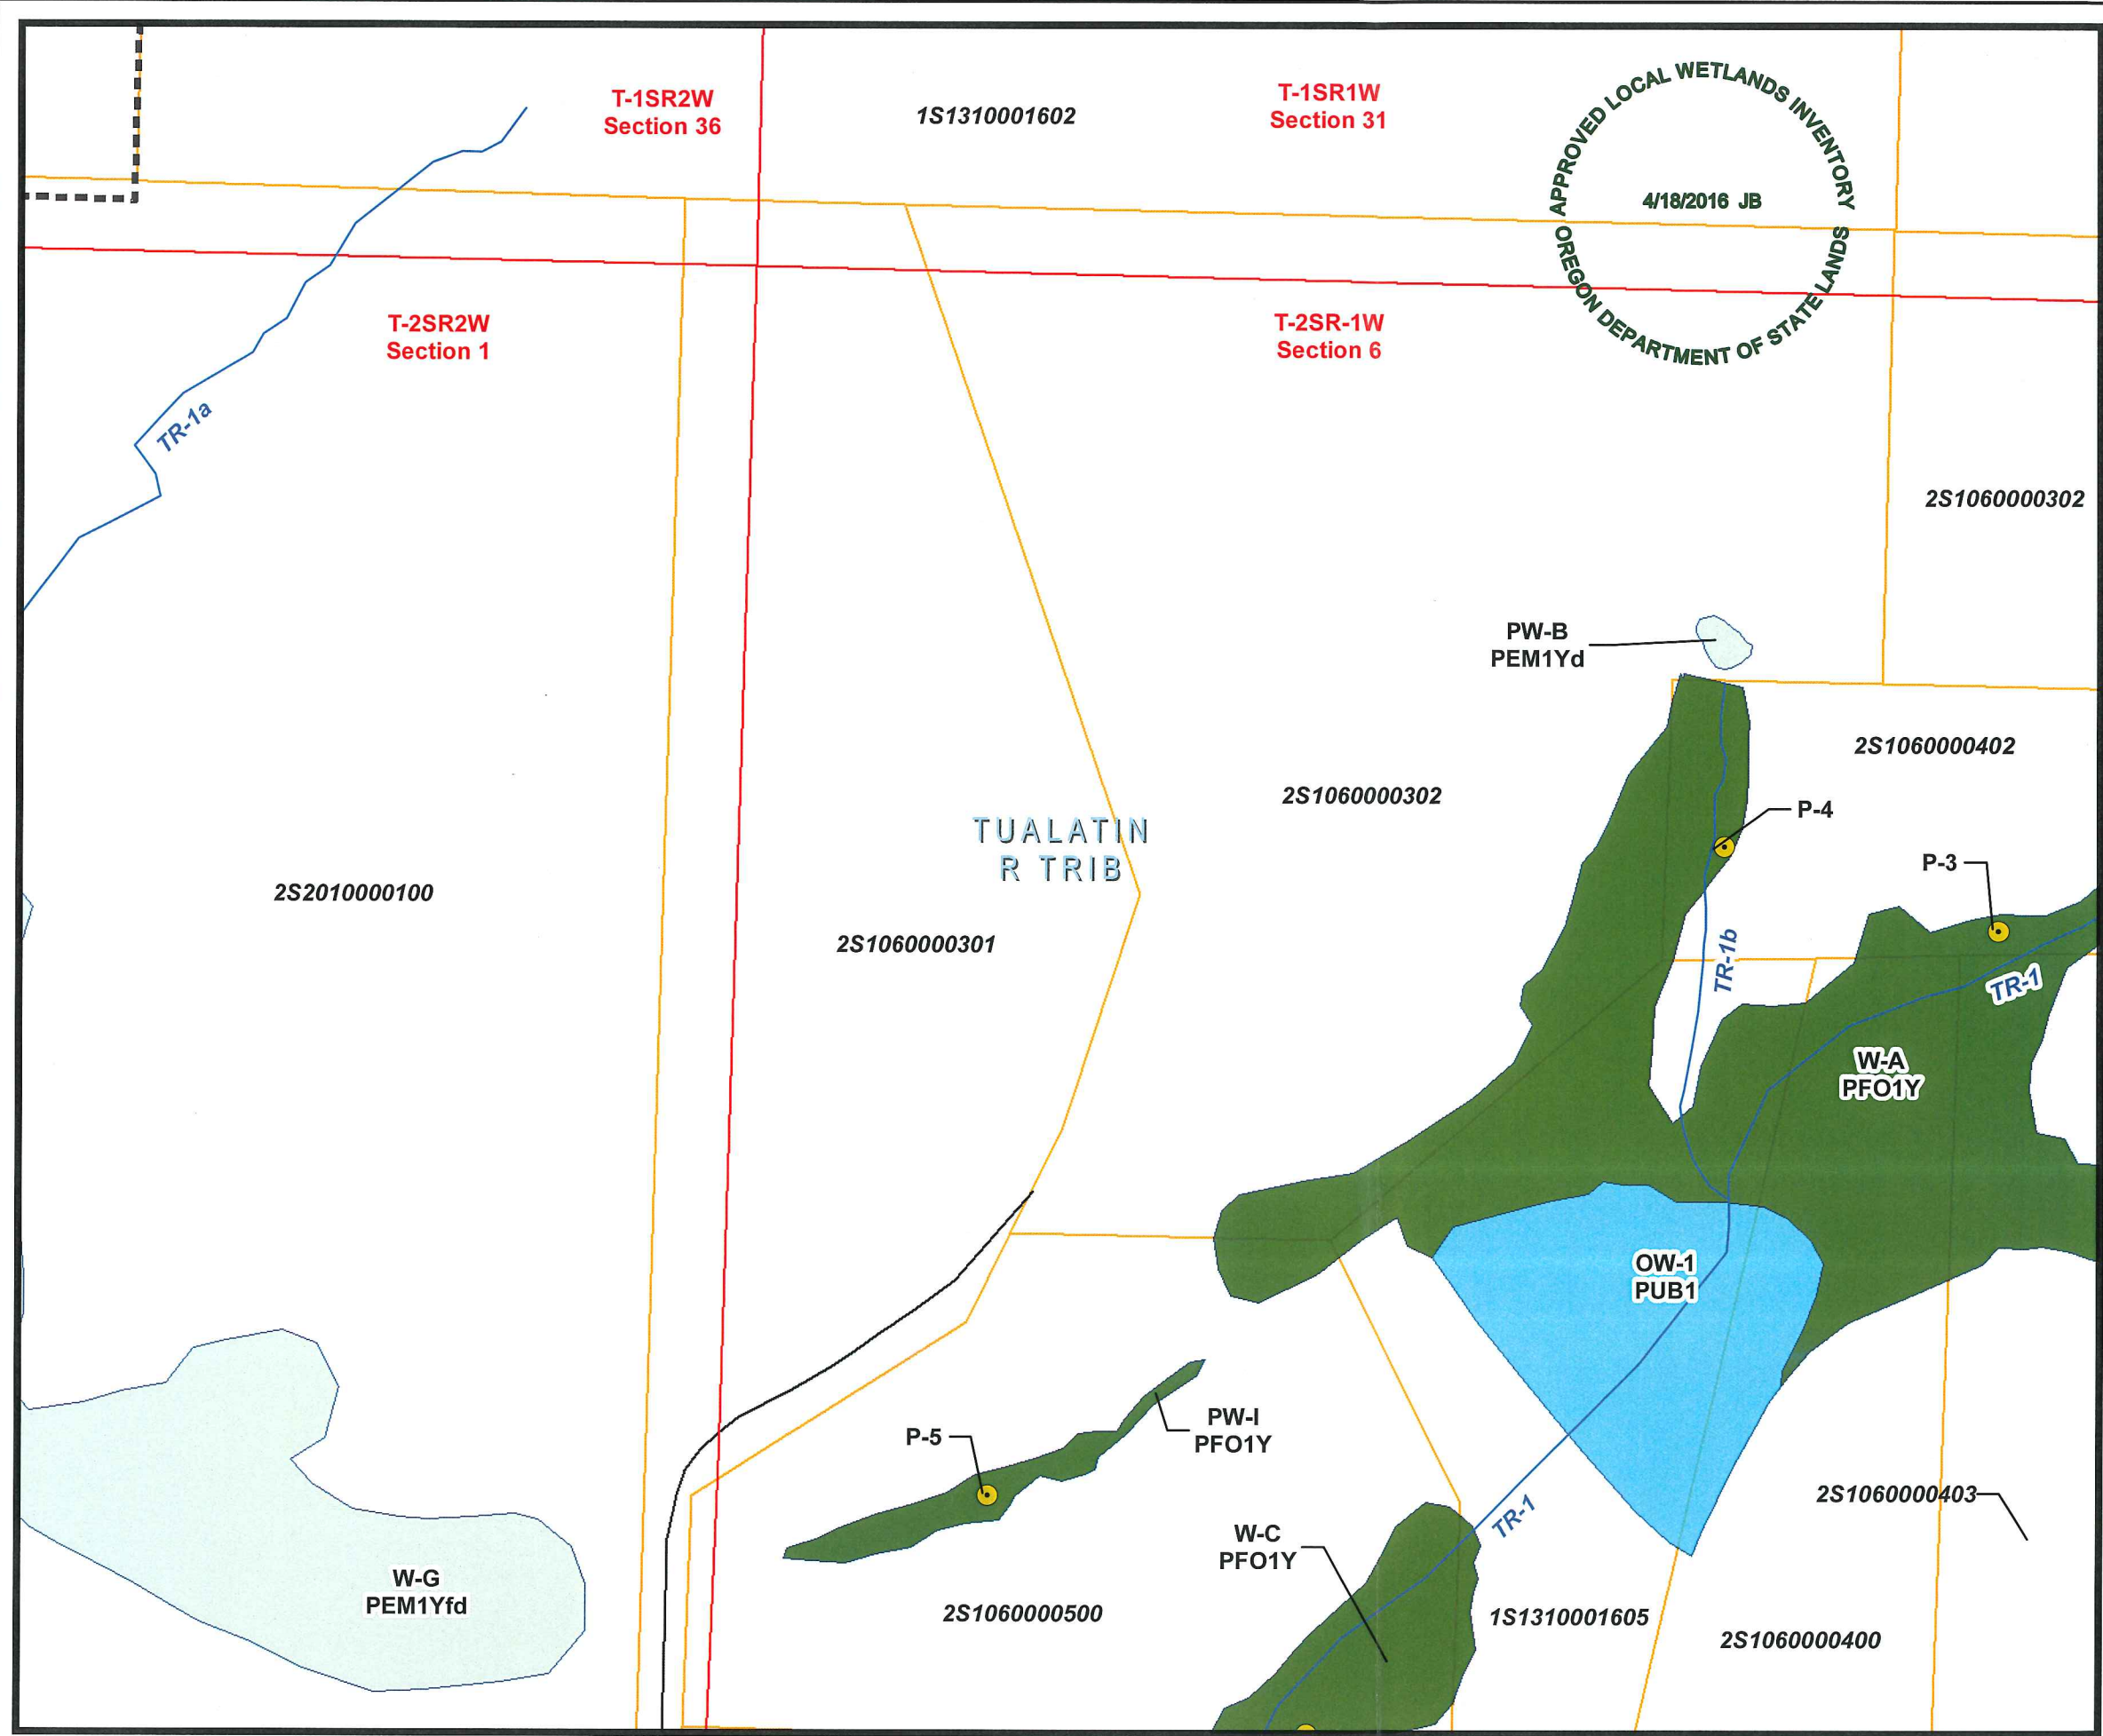 T-1SR2W
Section 36
1S1310001602
T-1SR1W
Section 31
APPROVED LOCAL WETLANDS INVENTORY
4/18/2016 JB
OREGON DEPARTMENT OF STATE LANDS
T-2SR2W
Section 1
T-2SR-1W
Section 6
TR-1a
2S1060000302
PW-B
PEM1Yd
2S1060000402
2S1060000302
P-4
TUALATIN
R TRIB
P-3
2S2010000100
2S1060000301
TR-1b
TR-1
W-A
PFO1Y
OW-1
PUB1
PW-I
PFO1Y
P-5
2S1060000403
TR-1
W-C
PFO1Y
W-G
PEM1Yfd
2S1060000500
1S1310001605
2S1060000400